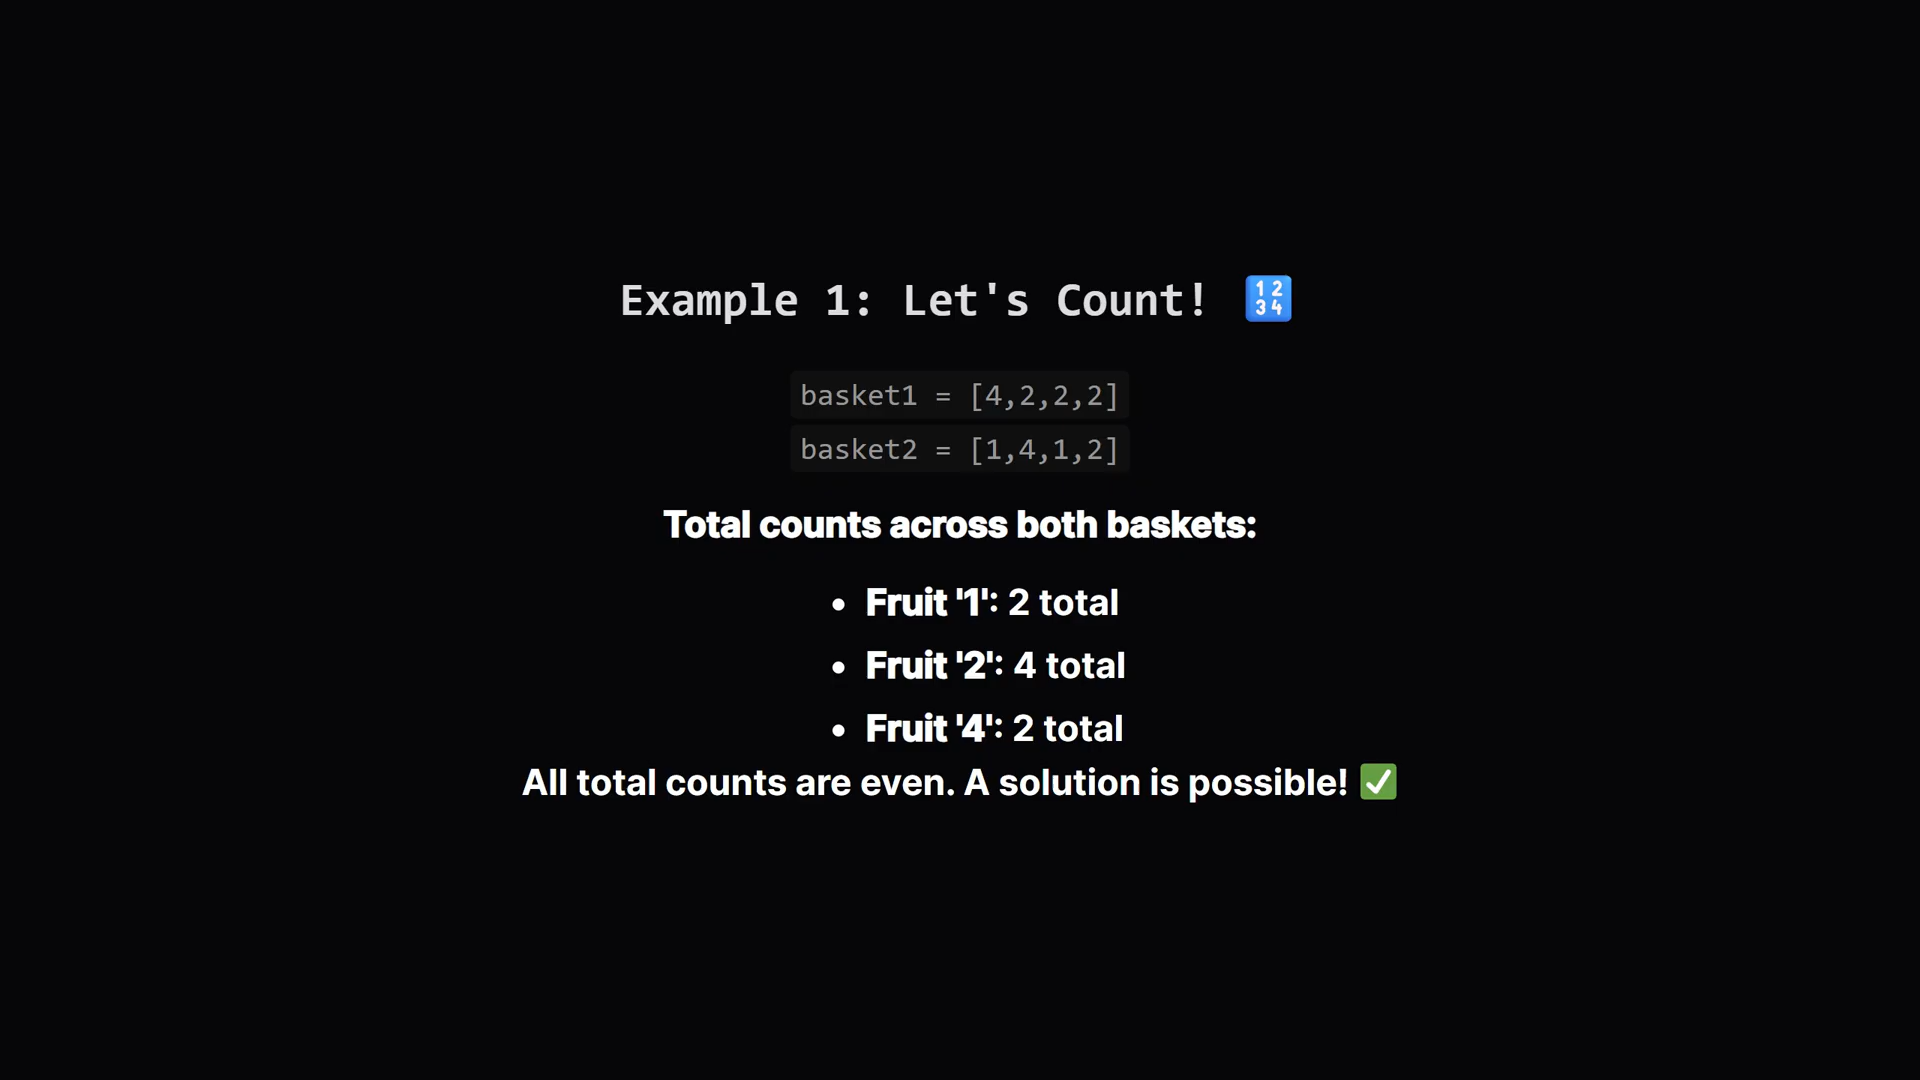 Example 1: Let's Count! 🔢
basket1 = [4,2,2,2]
basket2 = [1,4,1,2]
Total counts across both baskets:
• Fruit '1': 2 total
• Fruit '2': 4 total
• Fruit '4': 2 total
All total counts are even. A solution is possible! ✅